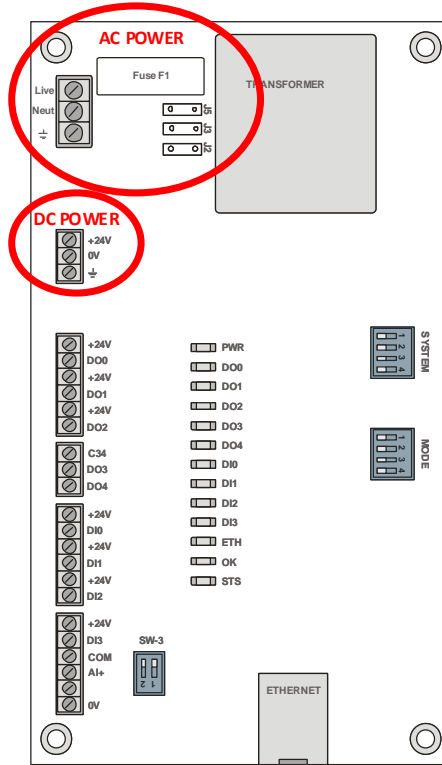 AC POWER
Fuse F1
TRANSFORMER
Live
Neut
J5
J3
J2
DC POWER
+24V
0V
+24V
DO0
+24V
DO1
+24V
DO2
C34
DO3
DO4
+24V
DI0
+24V
DI1
+24V
DI2
+24V
DI3
COM
AI+
0V
PWR
DO0
DO1
DO2
DO3
DO4
DI0
DI1
DI2
DI3
ETH
OK
STS
1
2
3
4
SYSTEM
1
2
3
4
MODE
SW-3
2 1
ETHERNET